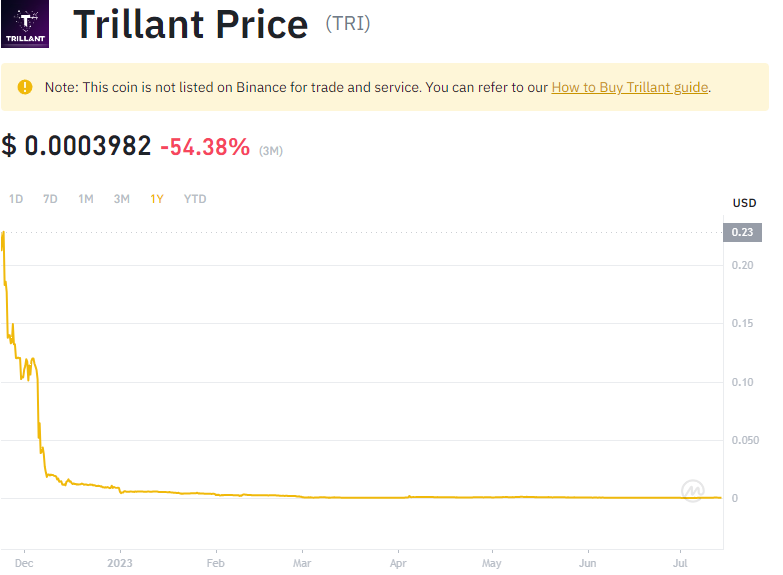 TRILLANT
Trillant Price (TRI)
Note: This coin is not listed on Binance for trade and service. You can refer to our How to Buy Trillant guide.
$ 0.0003982 -54.38% (3M)
1D 7D 1M 3M 1Y YTD
USD
0.23
0.20
0.15
0.10
0.050
0
Dec 2023 Feb Mar Apr May Jun Jul